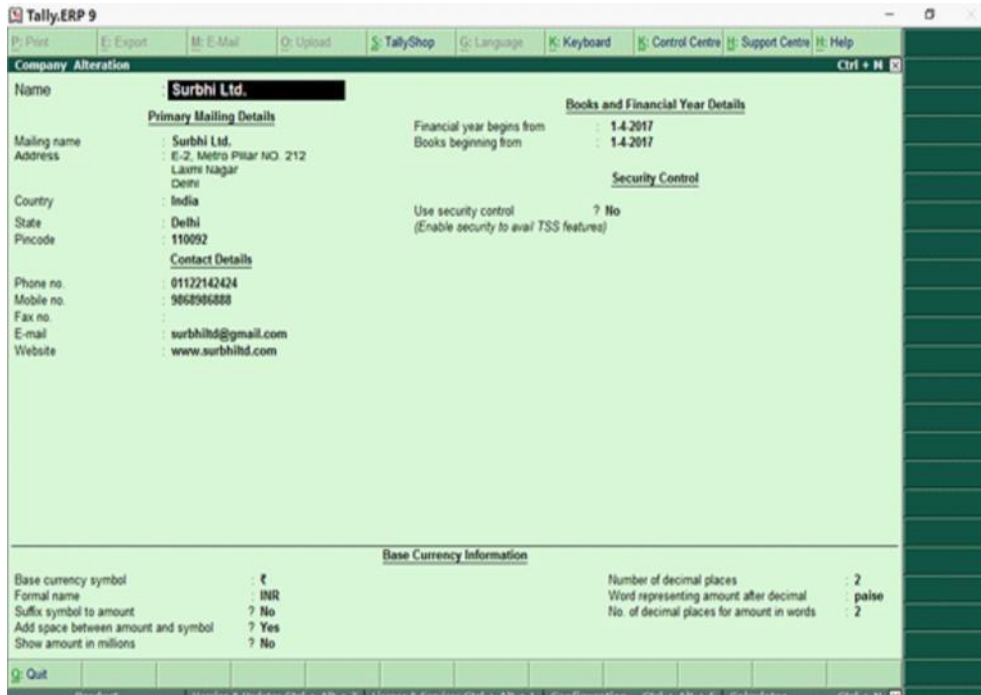 Tally.ERP 9
P: Print E: Export M: E-Mail O: Upload S: TallyShop G: Language K: Keyboard K: Control Centre H: Support Centre H: Help
Company Alteration Ctrl + M
Name : Surbhi Ltd.
Primary Mailing Details
Mailing name : Surbhi Ltd.
Address : E-2, Metro Pillar NO. 212
Laxmi Nagar
Delhi
Country : India
State : Delhi
Pincode : 110092
Contact Details
Phone no. : 01122142424
Mobile no. : 9868986888
Fax no. :
E-mail : surbhiltd@gmail.com
Website : www.surbhiltd.com
Books and Financial Year Details
Financial year begins from : 1-4-2017
Books beginning from : 1-4-2017
Security Control
Use security control ? No
(Enable security to avail TSS features)
Base Currency Information
Base currency symbol : ₹
Formal name : INR
Suffix symbol to amount ? No
Add space between amount and symbol ? Yes
Show amount in millions ? No
Number of decimal places : 2
Word representing amount after decimal : paise
No. of decimal places for amount in words : 2
Q: Quit